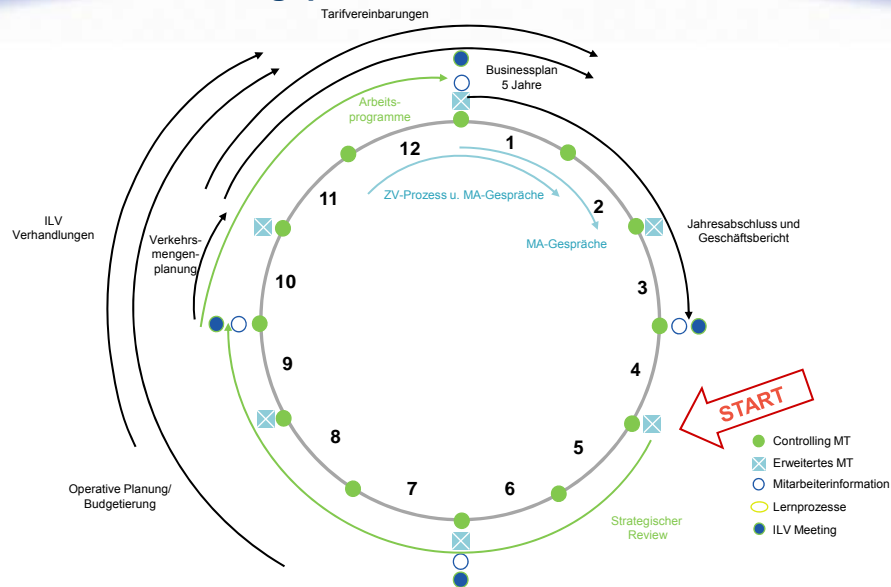 Tarifvereinbarungen
Businessplan
5 Jahre
Arbeits-
programme
12
1
11
2
ZV-Prozess u. MA-Gespräche
MA-Gespräche
ILV
Verhandlungen
Verkehrs-
mengen-
planung
Jahresabschluss und
Geschäftsbericht
10
3
9
4
START
8
5
7
6
Controlling MT
Erweitertes MT
Mitarbeiterinformation
Lernprozesse
ILV Meeting
Operative Planung/
Budgetierung
Strategischer
Review